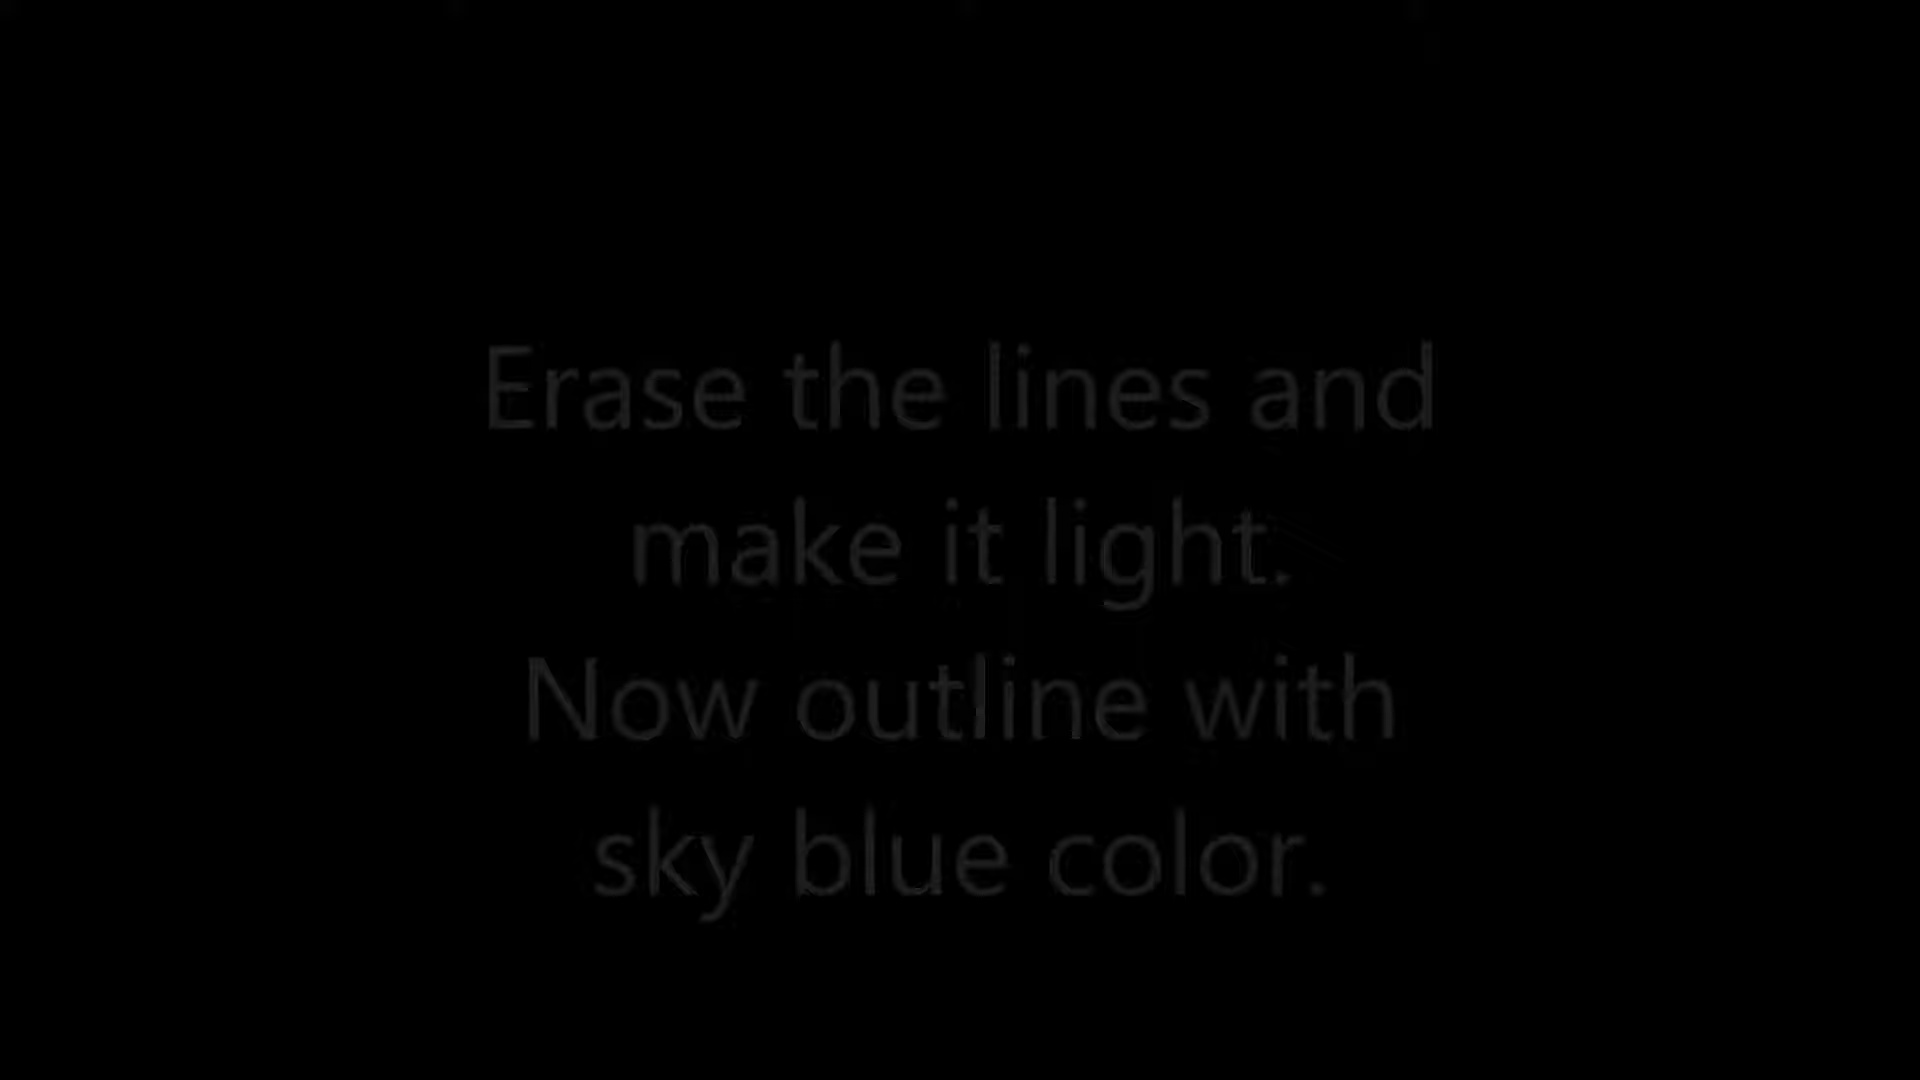 Erase the lines and
make it light.
Now outline with
sky blue color.